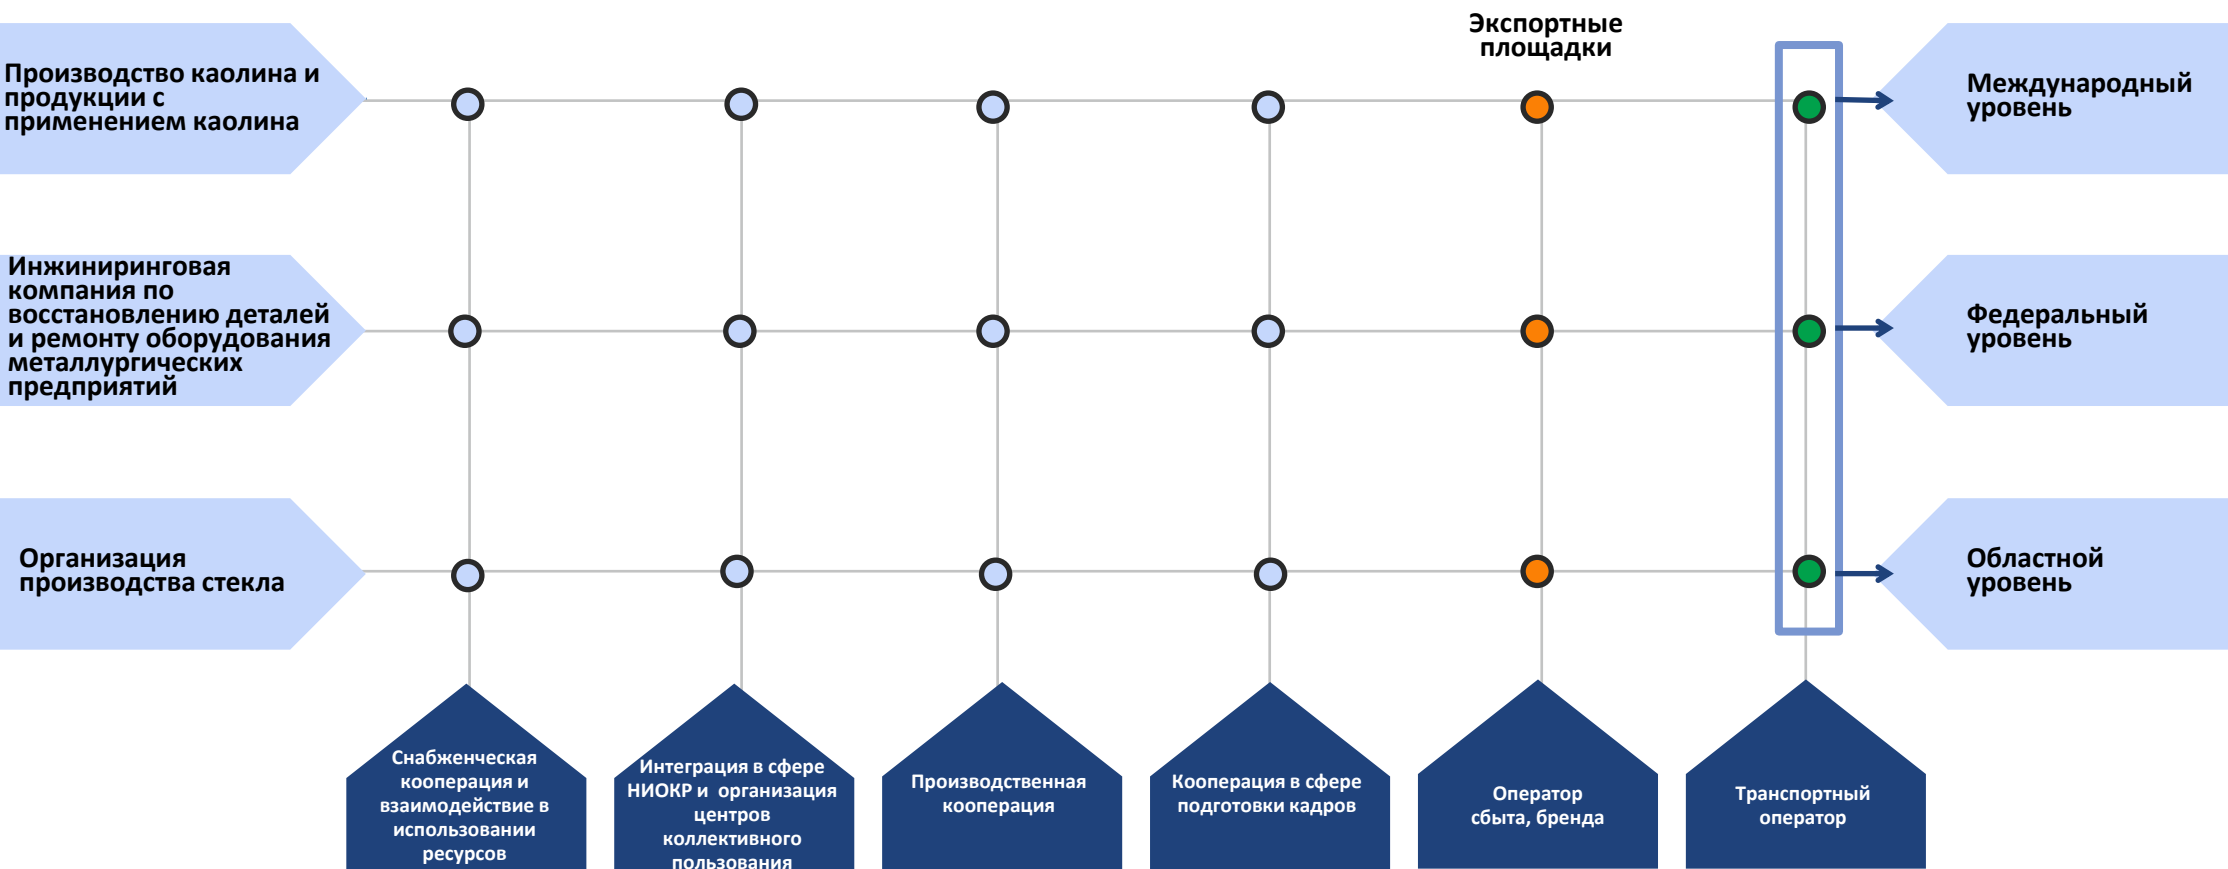 Экспортные
площадки
Производство каолина и
продукции с
применением каолина
Международный
уровень
Инжиниринговая
компания по
восстановлению деталей
и ремонту оборудования
металлургических
предприятий
Федеральный
уровень
Организация
производства стекла
Областной
уровень
Снабженческая
кооперация и
взаимодействие в
использовании
ресурсов
Интеграция в сфере
НИОКР и организация
центров
коллективного
пользования
Производственная
кооперация
Кооперация в сфере
подготовки кадров
Оператор
сбыта, бренда
Транспортный
оператор